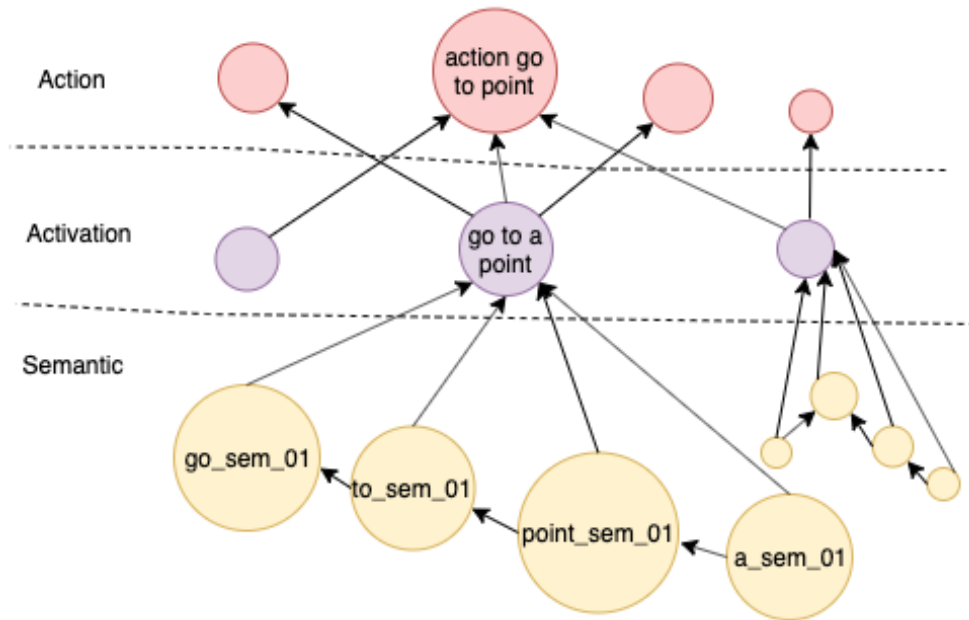 Action
action go
to point
Activation
go to a
point
Semantic
go_sem_01
to_sem_01
point_sem_01
a_sem_01